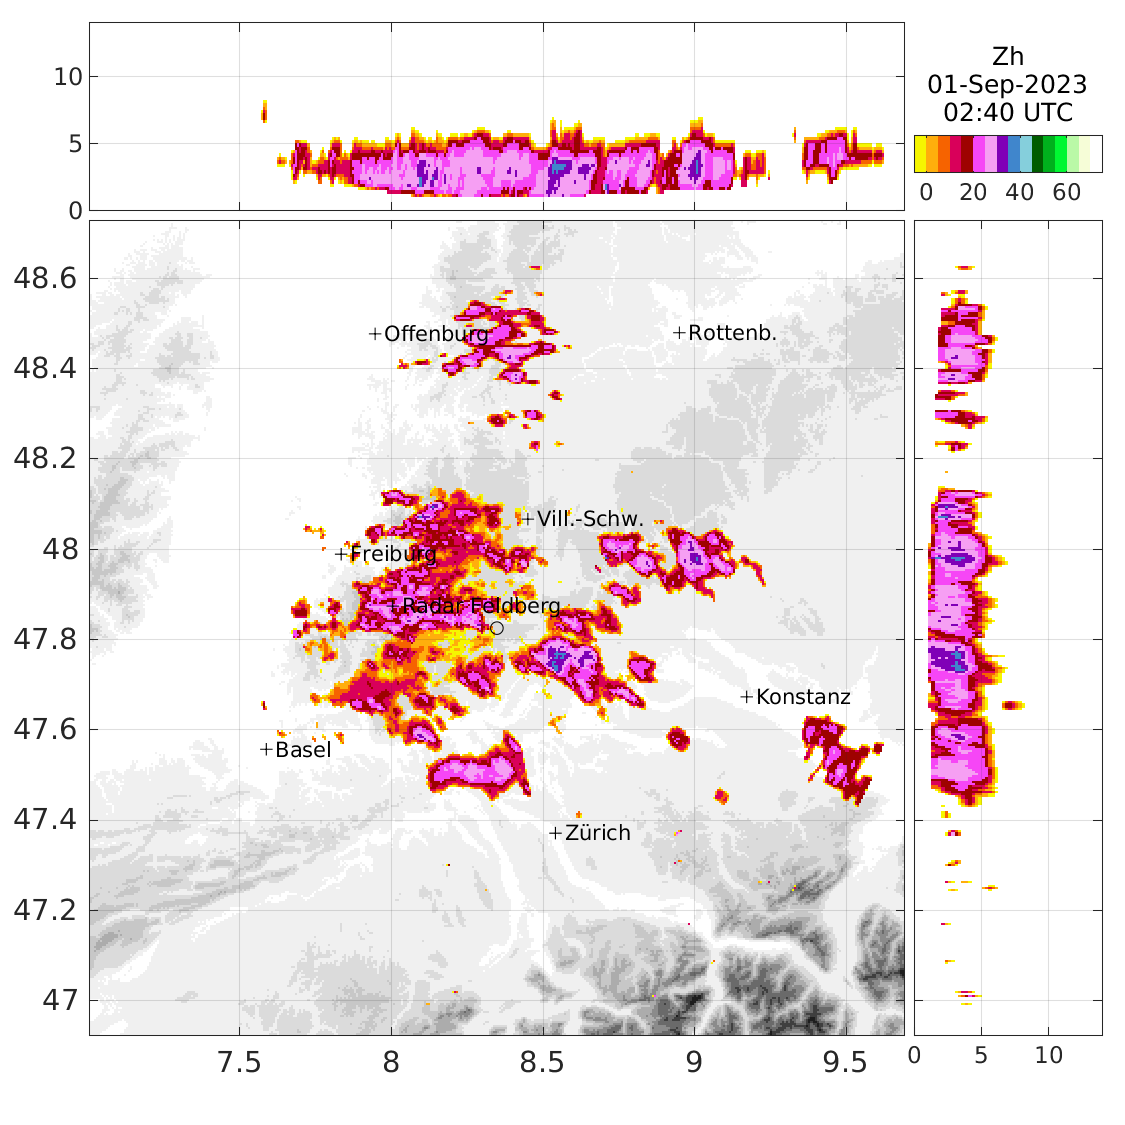 10
5
0
Zh
01-Sep-2023
02:40 UTC
0 20 40 60
48.6
48.4
48.2
48
47.8
47.6
47.4
47.2
47
+Offenburg
+Rottenb.
+Vill.-Schw.
+Freiburg
+Radar Feldberg
+Konstanz
+Basel
+Zürich
7.5 8 8.5 9 9.5
0 5 10